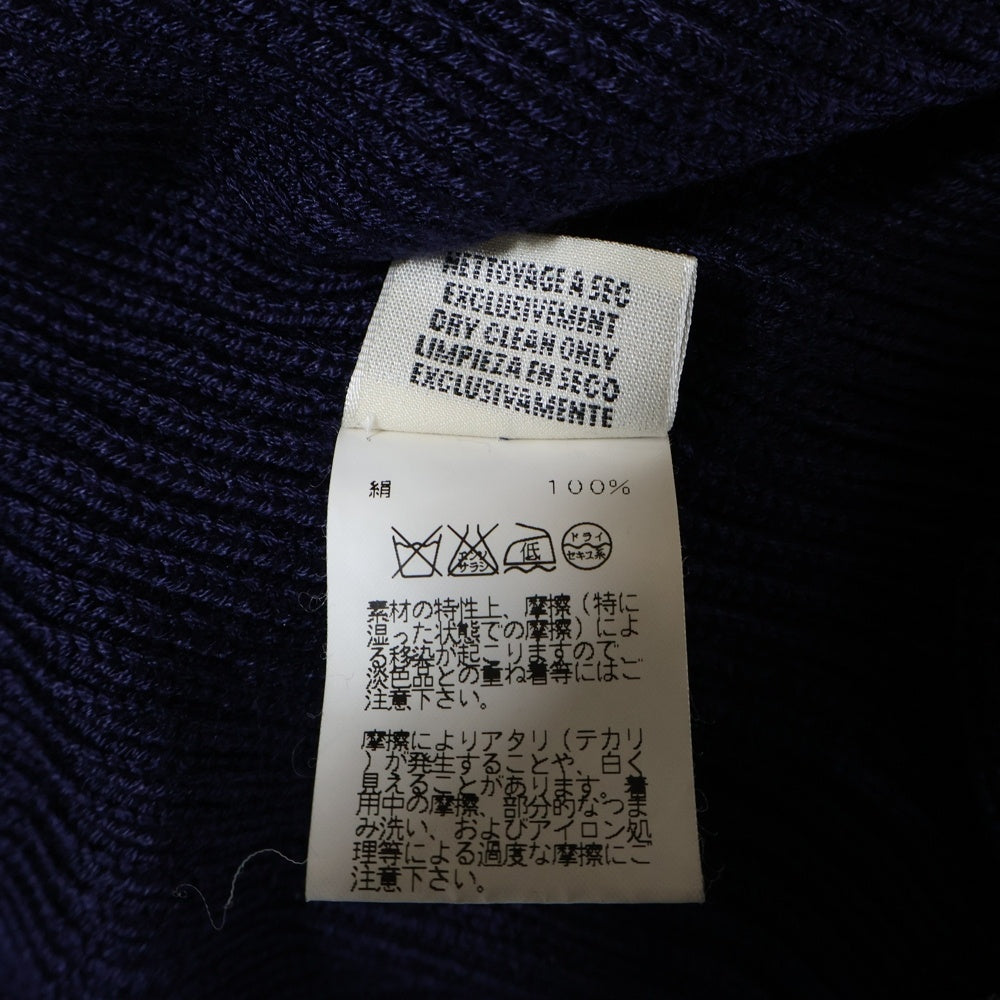 NETTOYAGE A SEC
EXCLUSIVEMENT
DRY CLEAN ONLY
LIMPIEZA EN SECO
EXCLUSIVAMENTE
絹 100%
エンソ サラシ 低 ドライ セキユ系
素材の特性上、摩擦（特に
湿った状態での摩擦）によ
る移染が起こりますので、
淡色品との重ね着等にはご
注意下さい。
摩擦によりアタリ（テカリ
）が発生することや、白く
見えることがあります。着
用中の摩擦、部分的なつま
み洗い、およびアイロン処
理等による過度な摩擦にご
注意下さい。